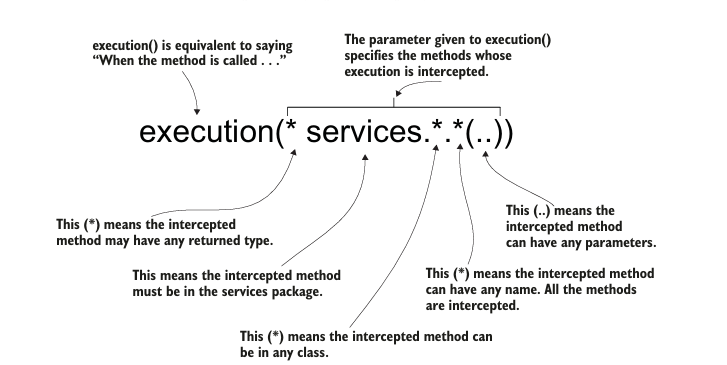 execution() is equivalent to saying
“When the method is called . . .”
The parameter given to execution()
specifies the methods whose
execution is intercepted.
execution(* services.*.*(..))
This (*) means the intercepted
method may have any returned type.
This means the intercepted method
must be in the services package.
This (*) means the intercepted method can
be in any class.
This (*) means the intercepted method
can have any name. All the methods
are intercepted.
This (..) means the
intercepted method
can have any parameters.